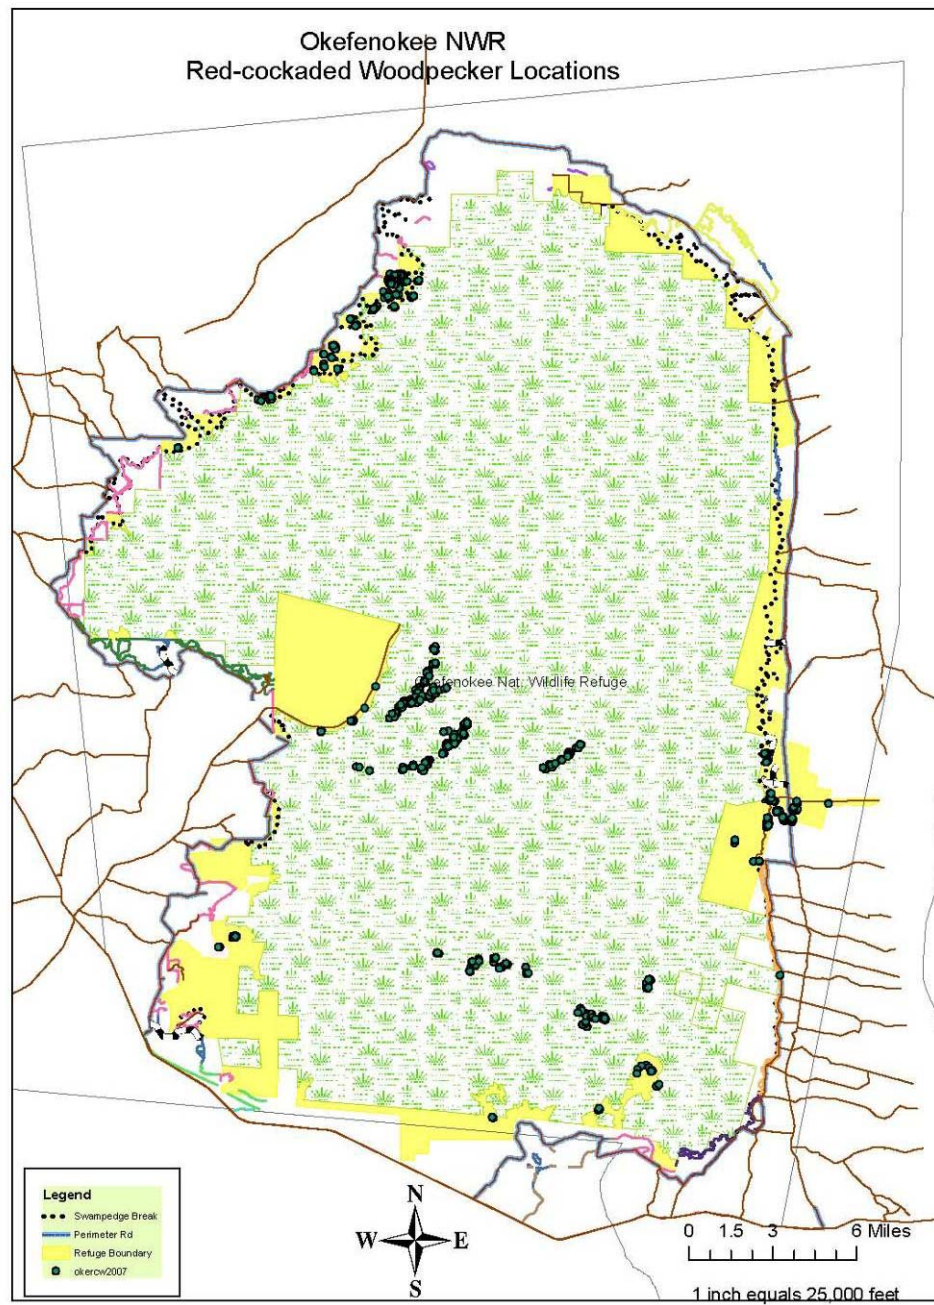 Okefenokee NWR
Red-cockaded Woodpecker Locations
Okefenokee Nat. Wildlife Refuge
Legend
Swampedge Break
Perimeter Rd
Refuge Boundary
okercw2007
N
W E
S
0 1.5 3 6 Miles
1 inch equals 25,000 feet